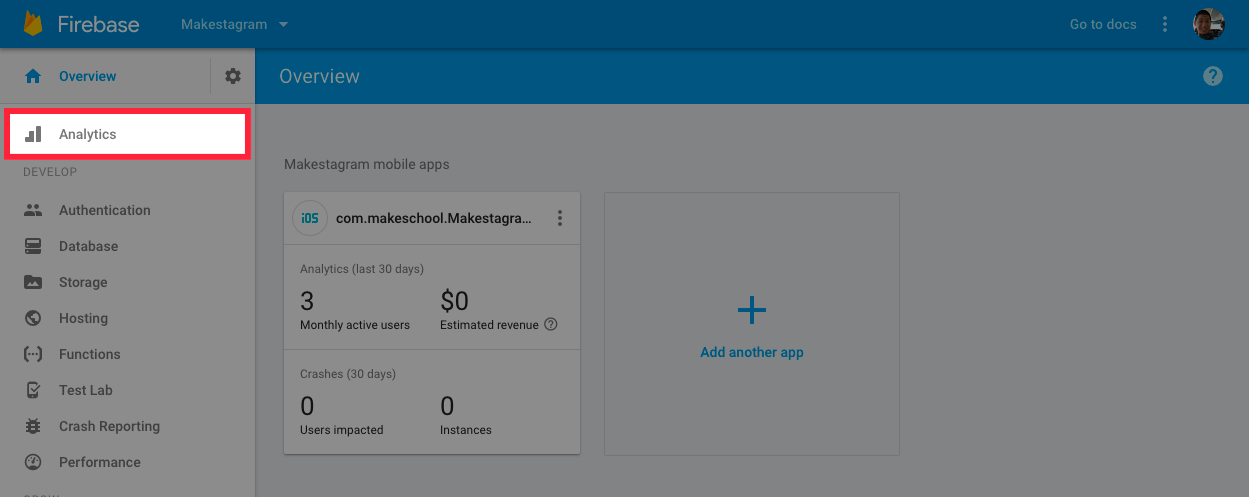 Firebase
Makestagram
Go to docs
Overview
Overview
Analytics
DEVELOP
Authentication
Database
Storage
Hosting
Functions
Test Lab
Crash Reporting
Performance
Makestagram mobile apps
iOS
com.makeschool.Makestagra...
Analytics (last 30 days)
3
$0
Monthly active users
Estimated revenue
Crashes (30 days)
0
0
Users impacted
Instances
Add another app